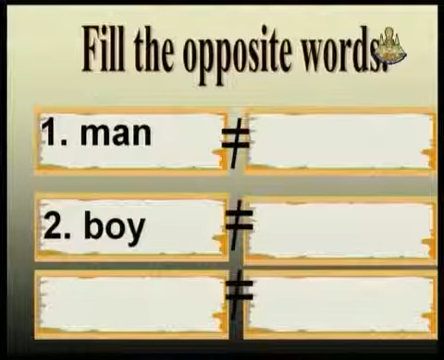 Fill the opposite words.
1. man ≠
2. boy ≠
≠